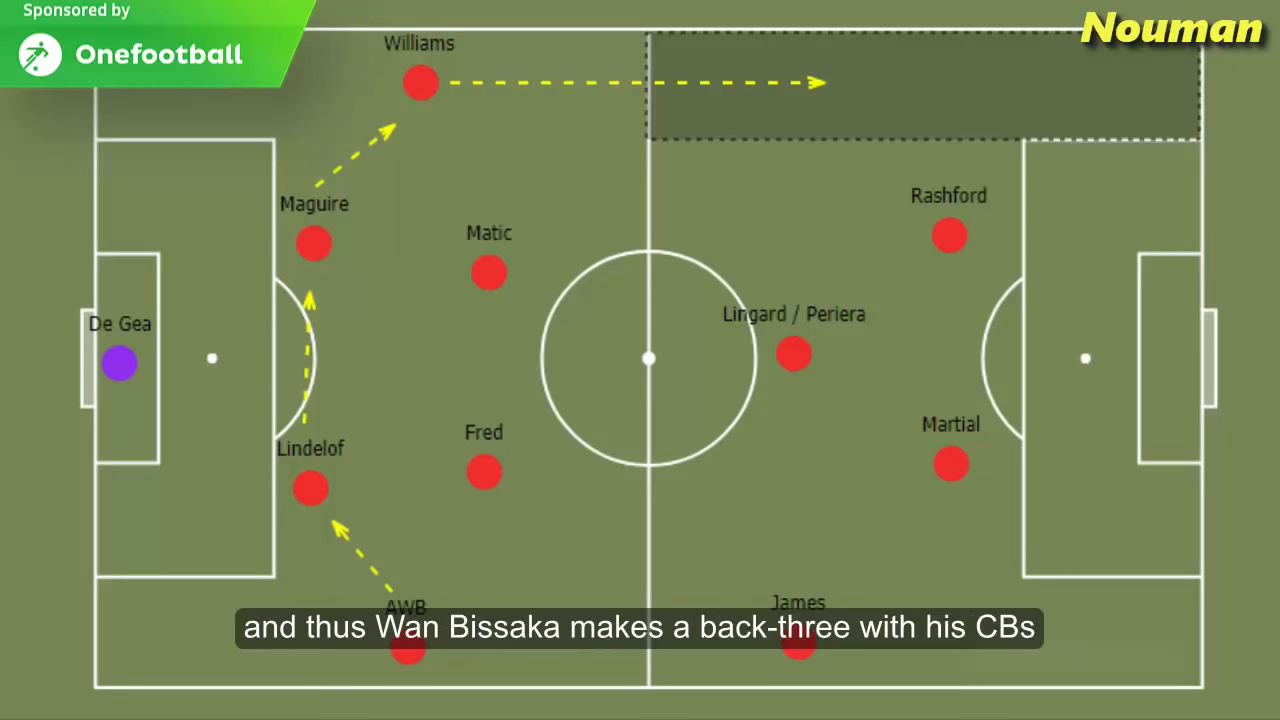 Sponsored by
Onefootball
Nouman
Williams
Maguire
Matic
Rashford
De Gea
Lingard / Periera
Lindelof
Fred
Martial
AWB
James
and thus Wan Bissaka makes a back-three with his CBs